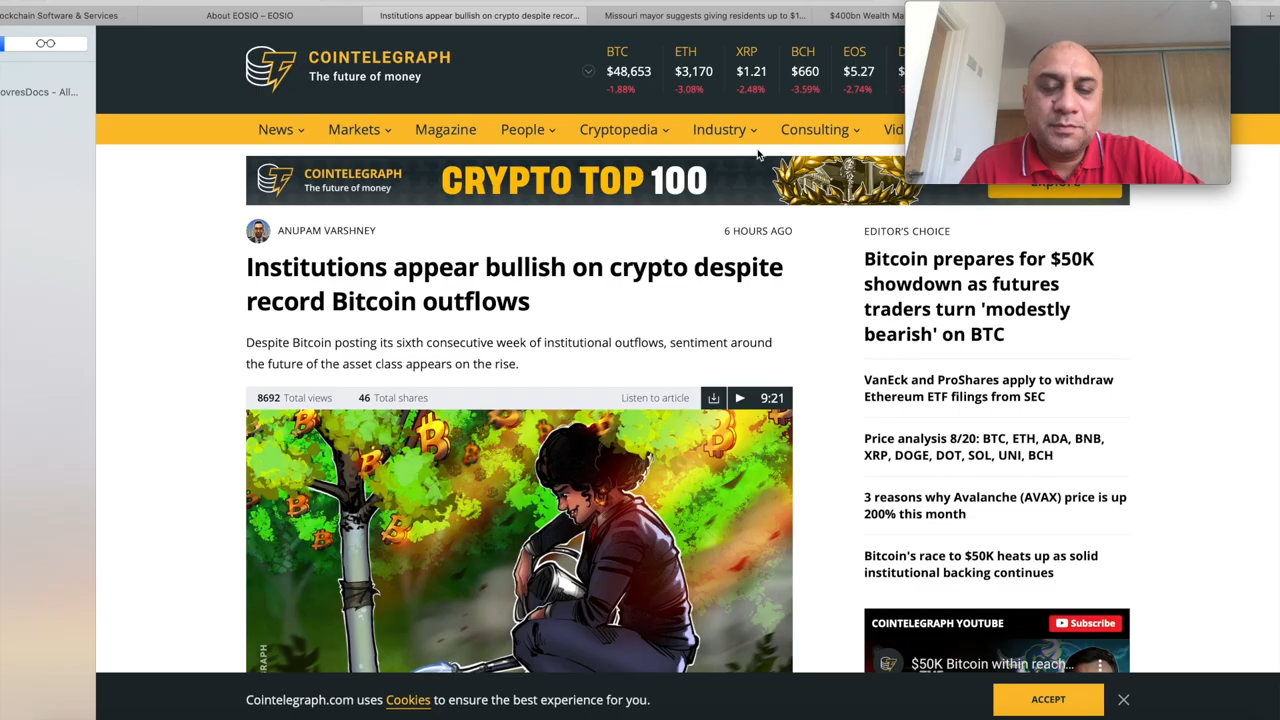 ockchain Software & Services
About EOSIO – EOSIO
Institutions appear bullish on crypto despite recor...
Missouri mayor suggests giving residents up to $1...
$400bn Wealth Ma
ovresDocs - All...
COINTELEGRAPH
The future of money
BTC ETH XRP BCH EOS D
$48,653 $3,170 $1.21 $660 $5.27 $
-1.88% -3.08% -2.48% -3.59% -2.74%
News Markets Magazine People Cryptopedia Industry Consulting Vid
COINTELEGRAPH
The future of money
CRYPTO TOP 100
Explore
ANUPAM VARSHNEY
6 HOURS AGO
Institutions appear bullish on crypto despite
record Bitcoin outflows
Despite Bitcoin posting its sixth consecutive week of institutional outflows, sentiment around
the future of the asset class appears on the rise.
8692 Total views 46 Total shares Listen to article 9:21
GRAPH
EDITOR'S CHOICE
Bitcoin prepares for $50K
showdown as futures
traders turn 'modestly
bearish' on BTC
VanEck and ProShares apply to withdraw
Ethereum ETF filings from SEC
Price analysis 8/20: BTC, ETH, ADA, BNB,
XRP, DOGE, DOT, SOL, UNI, BCH
3 reasons why Avalanche (AVAX) price is up
200% this month
Bitcoin's race to $50K heats up as solid
institutional backing continues
COINTELEGRAPH YOUTUBE Subscribe
$50K Bitcoin within reach...
Cointelegraph.com uses Cookies to ensure the best experience for you.
ACCEPT